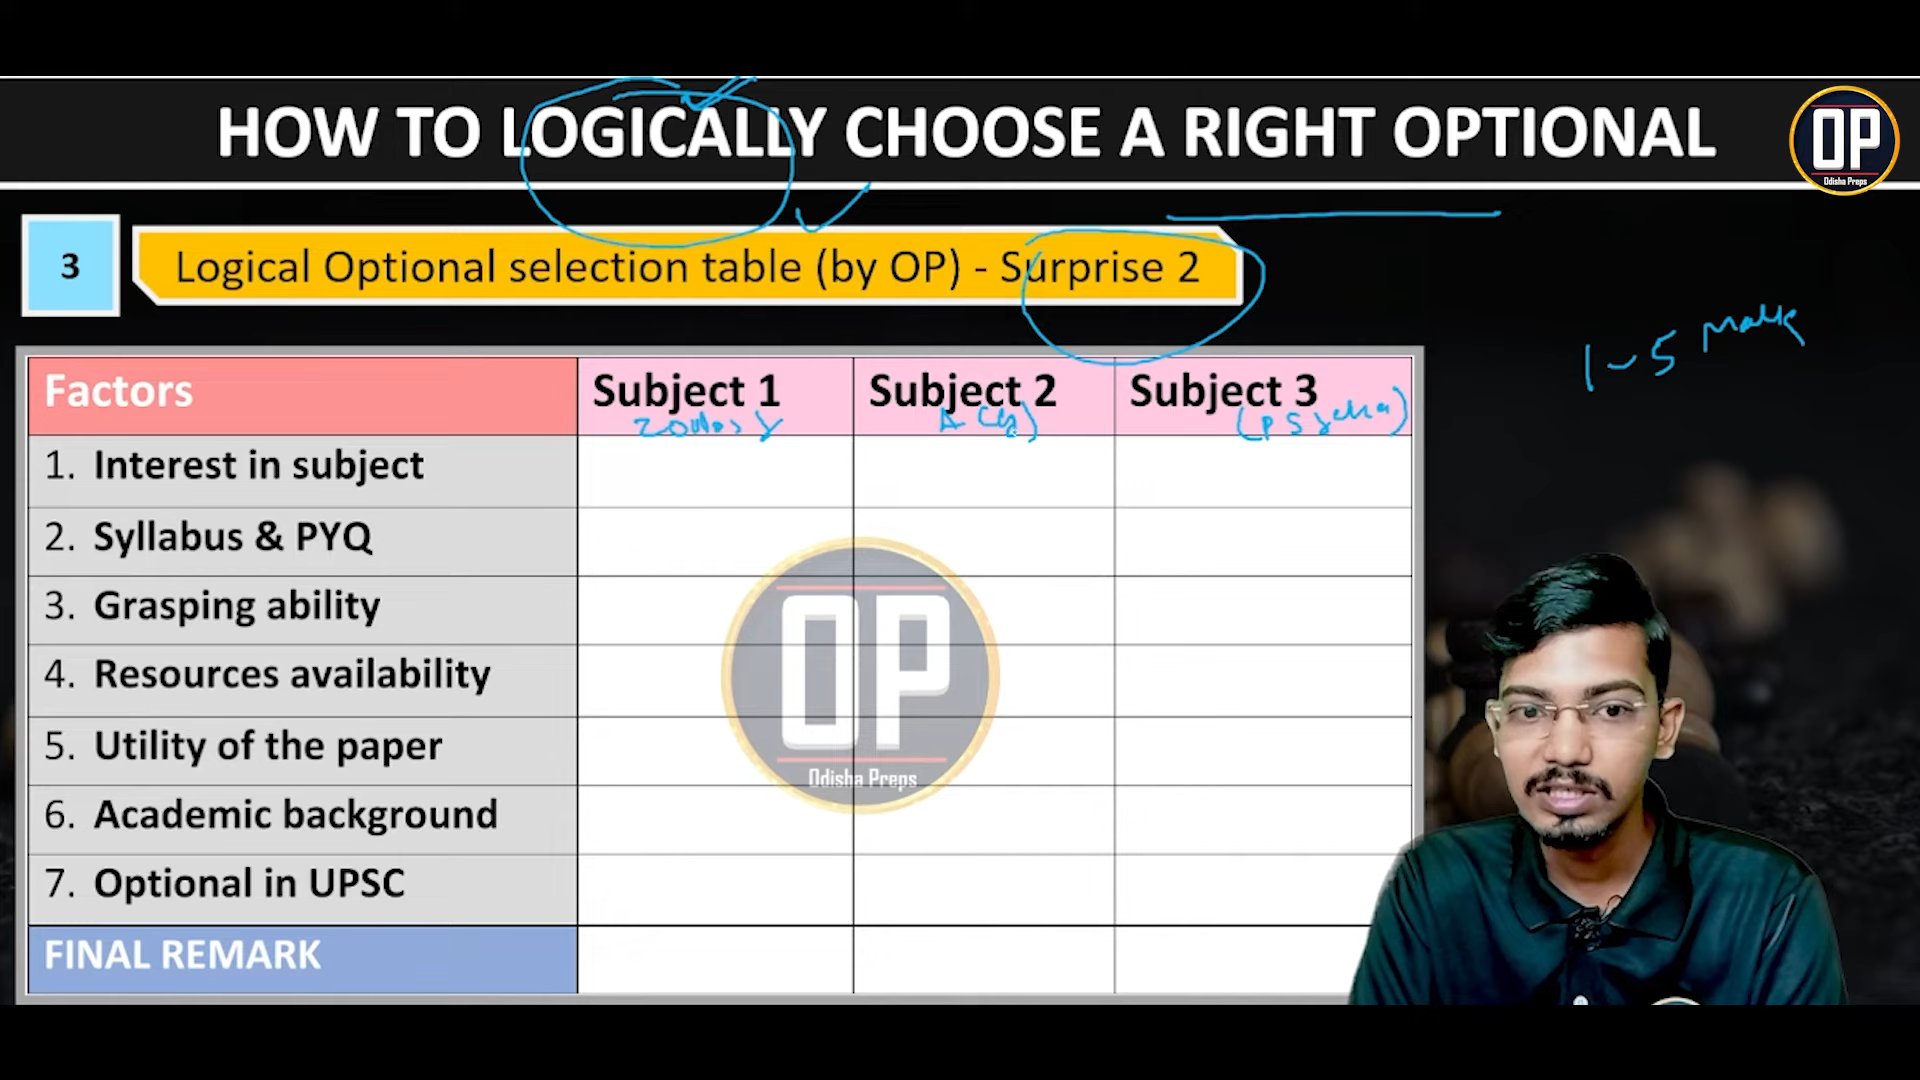 HOW TO LOGICALLY CHOOSE A RIGHT OPTIONAL
OP
Odisha Preps
3
Logical Optional selection table (by OP) - Surprise 2
1-5 Mark
Factors Subject 1 Subject 2 Subject 3
1. Interest in subject
2. Syllabus & PYQ
3. Grasping ability
4. Resources availability
5. Utility of the paper
6. Academic background
7. Optional in UPSC
FINAL REMARK
OP
Odisha Preps